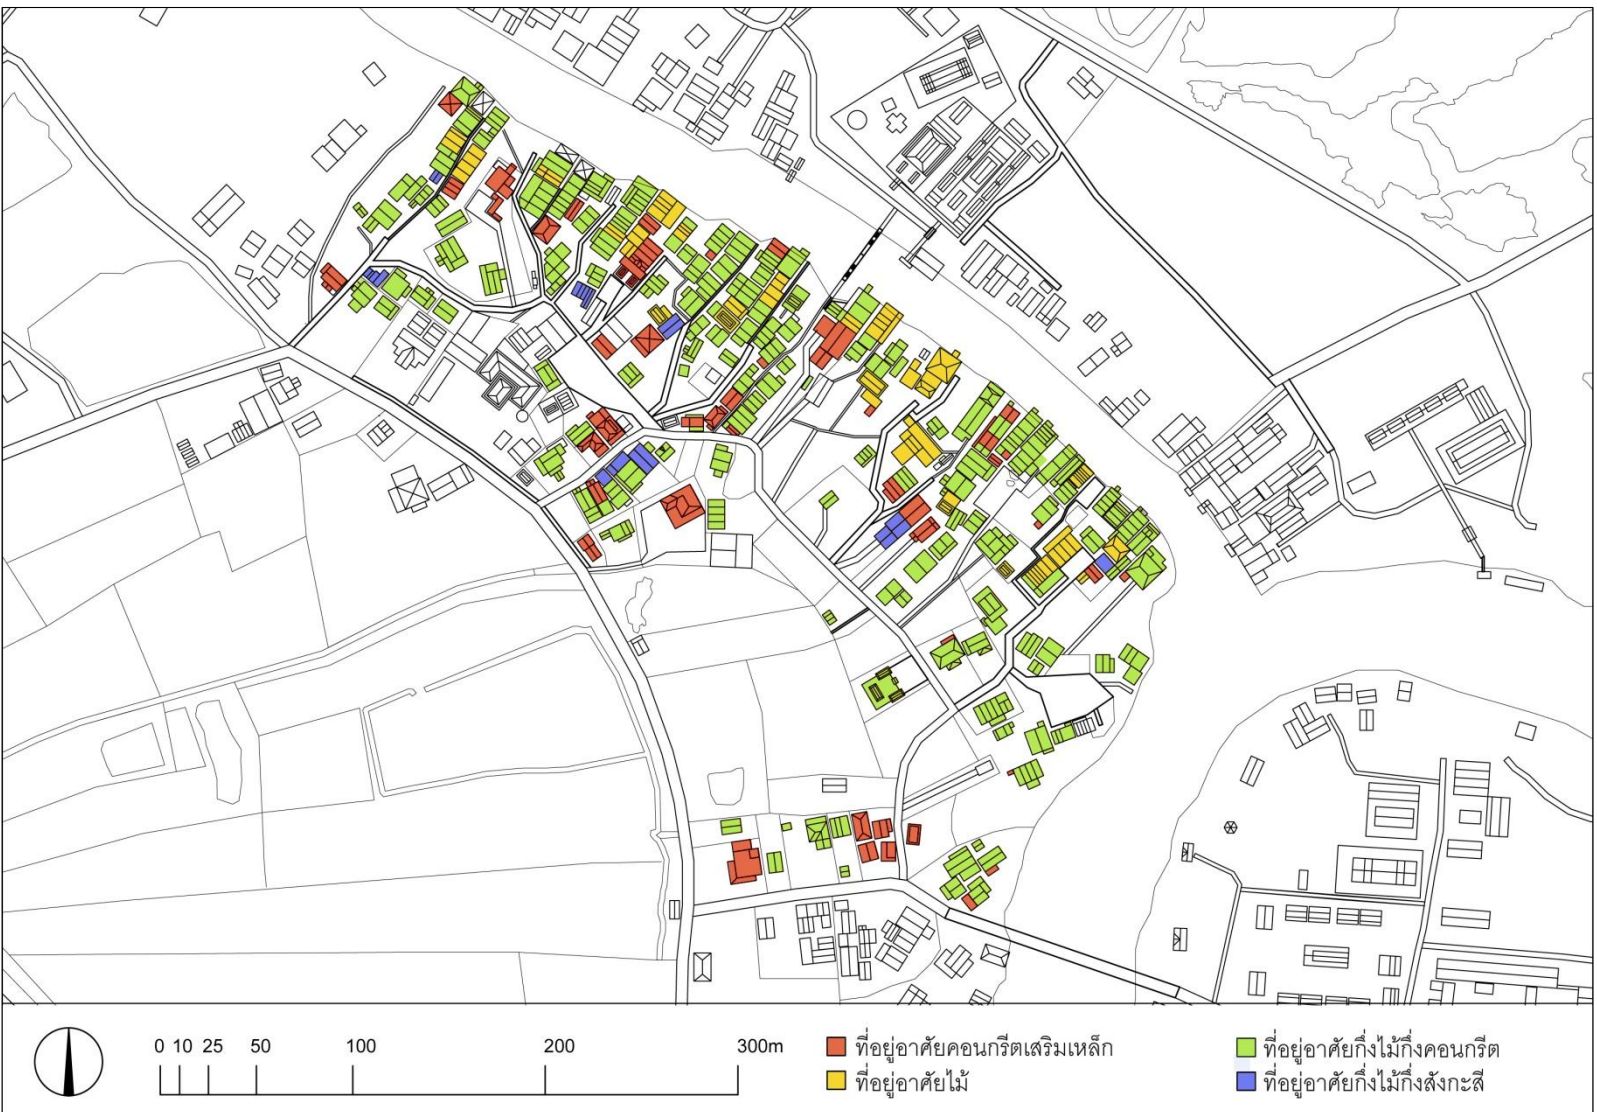 0 10 25 50 100 200 300m
ที่อยู่อาศัยคอนกรีตเสริมเหล็ก
ที่อยู่อาศัยไม้
ที่อยู่อาศัยกึ่งไม้กึ่งคอนกรีต
ที่อยู่อาศัยกึ่งไม้กึ่งสังกะสี